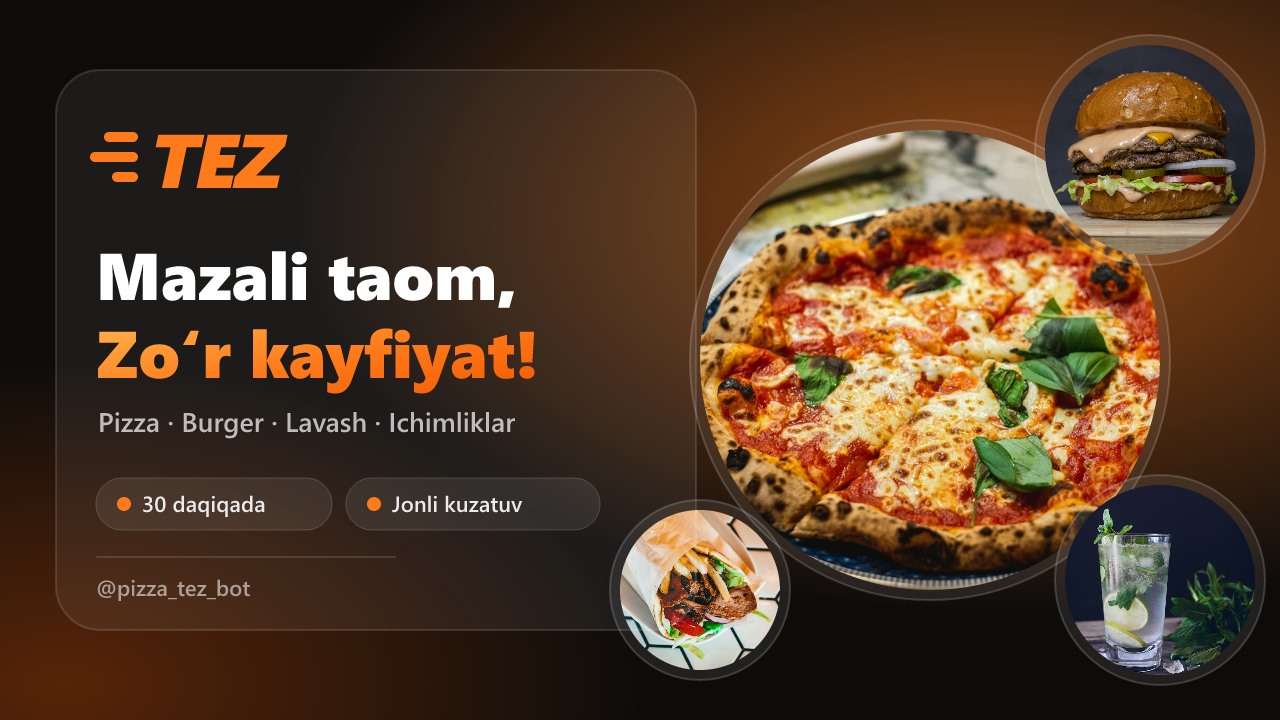 TEZ
Mazali taom,
Zo‘r kayfiyat!
Pizza · Burger · Lavash · Ichimliklar
30 daqiqada
Jonli kuzatuv
@pizza_tez_bot